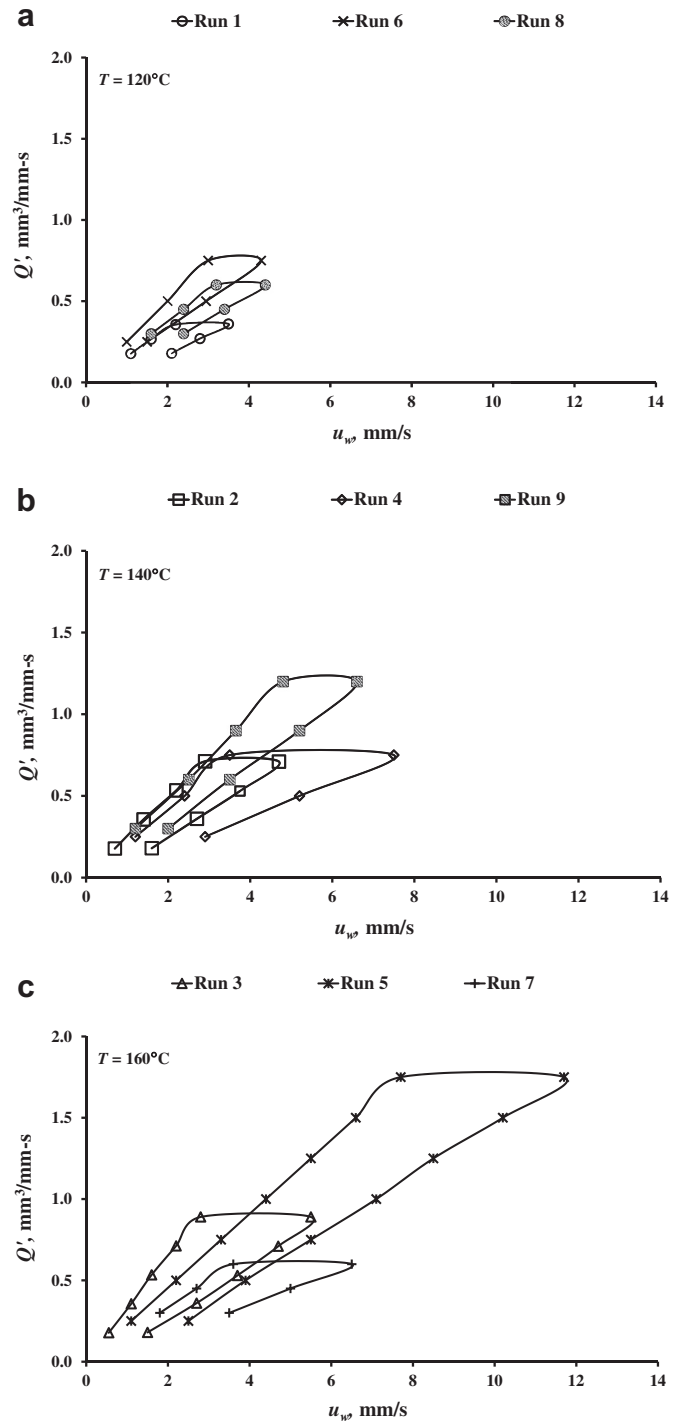 a
Run 1 Run 6 Run 8
T = 120°C
2.0
1.5
1.0
0.5
0.0
Q', mm³/mm-s
0 2 4 6 8 10 12 14
u_w, mm/s
b
Run 2 Run 4 Run 9
T = 140°C
2.0
1.5
1.0
0.5
0.0
Q', mm³/mm-s
0 2 4 6 8 10 12 14
u_w, mm/s
c
Run 3 Run 5 Run 7
T = 160°C
2.0
1.5
1.0
0.5
0.0
Q', mm³/mm-s
0 2 4 6 8 10 12 14
u_w, mm/s